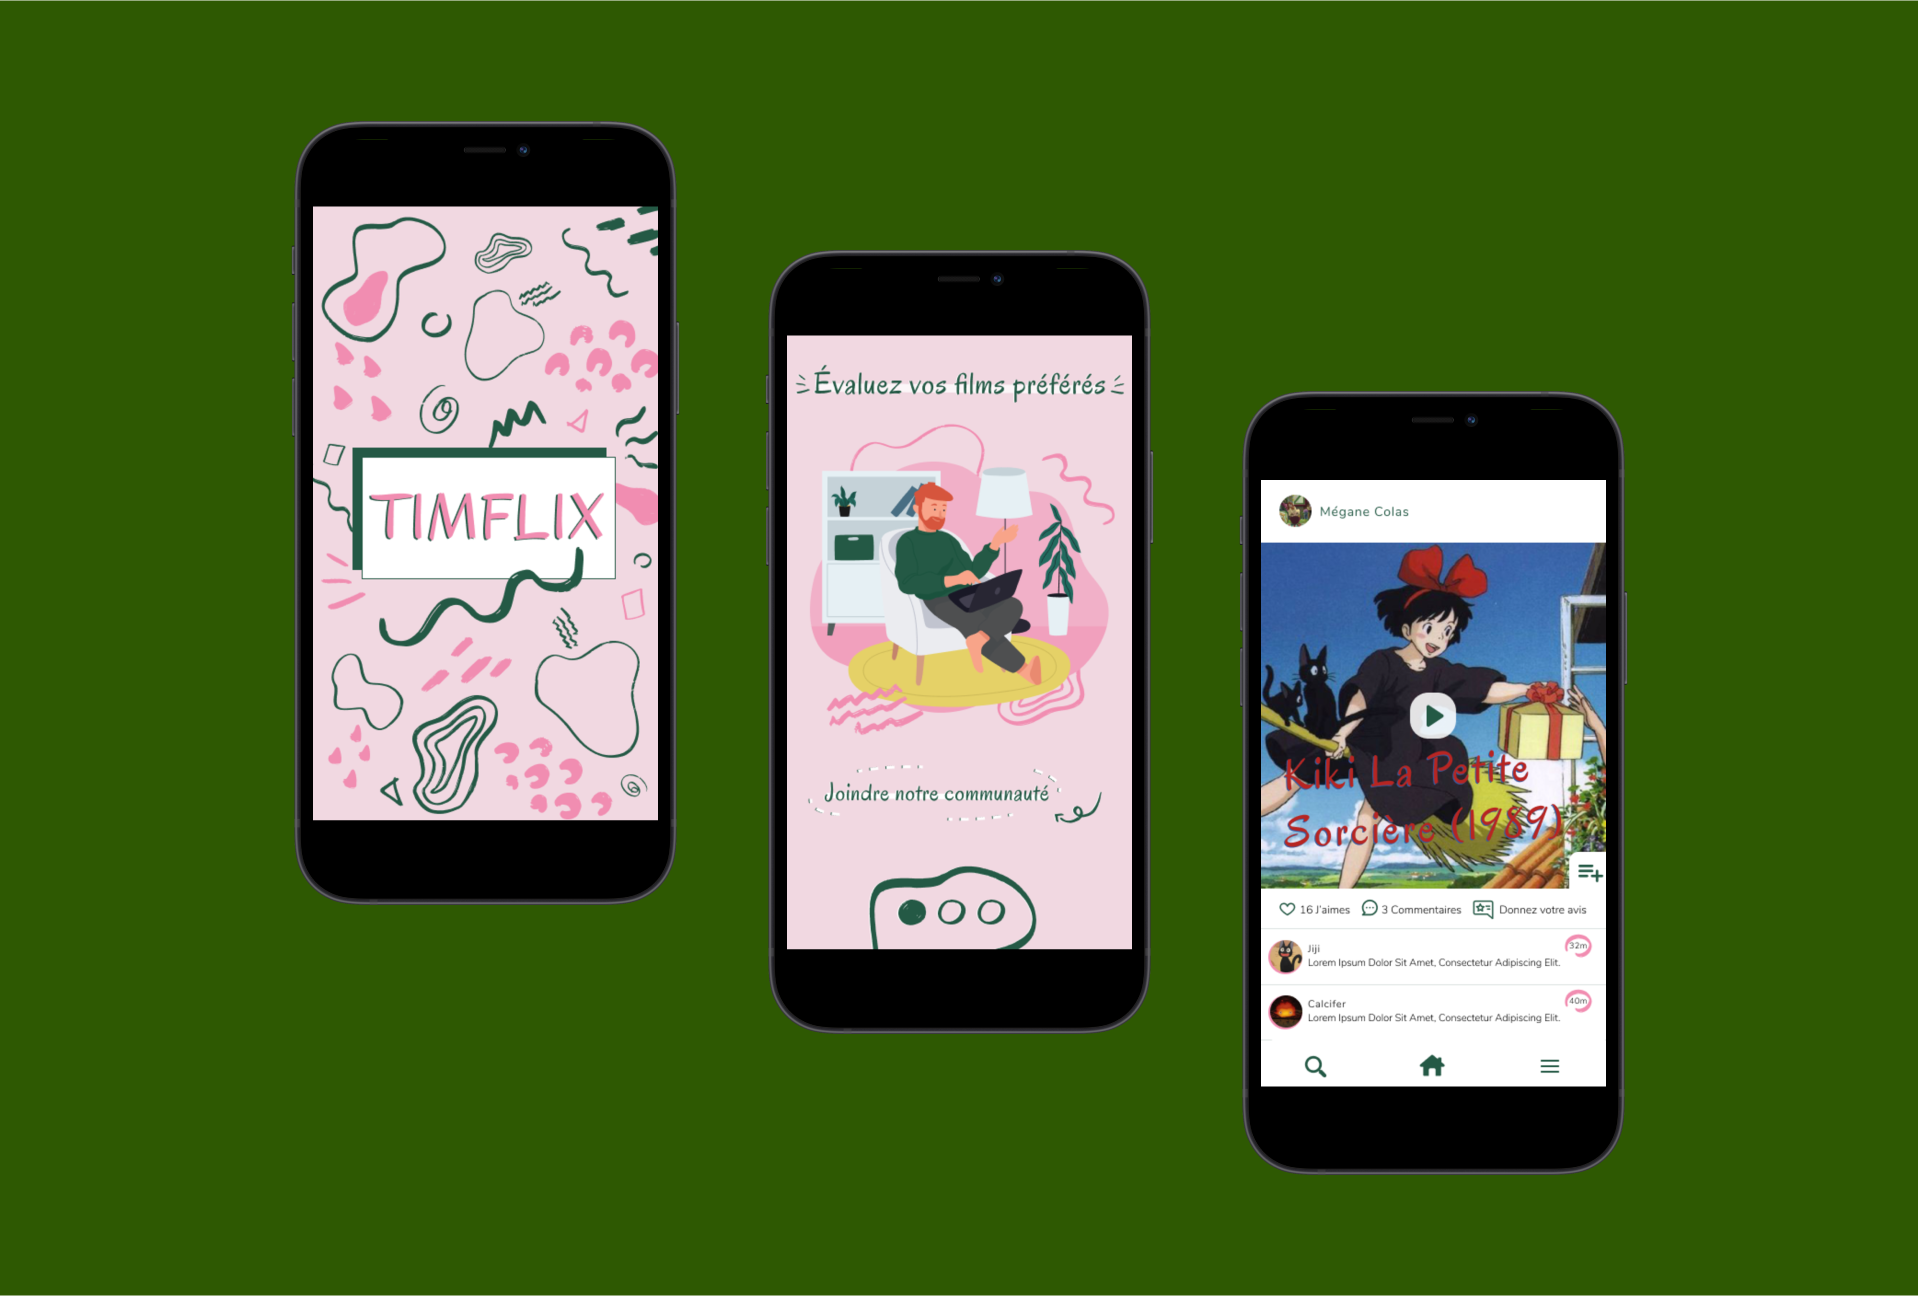 TIMFLIX
Évaluez vos films préférés
Joindre notre communauté
Mégane Colas
Kiki La Petite
Sorcière (1989)
16 J'aimes 3 Commentaires Donnez votre avis
Jiji
32m
Lorem Ipsum Dolor Sit Amet, Consectetur Adipiscing Elit.
Calcifer
40m
Lorem Ipsum Dolor Sit Amet, Consectetur Adipiscing Elit.